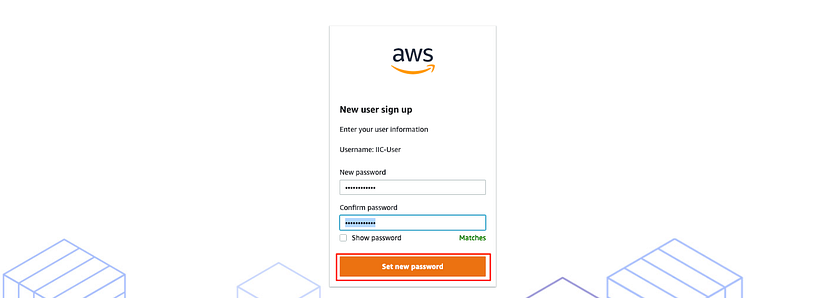 aws
New user sign up
Enter your user information
Username: IIC-User
New password
••••••••••••
Confirm password
••••••••••••
Show password Matches
Set new password